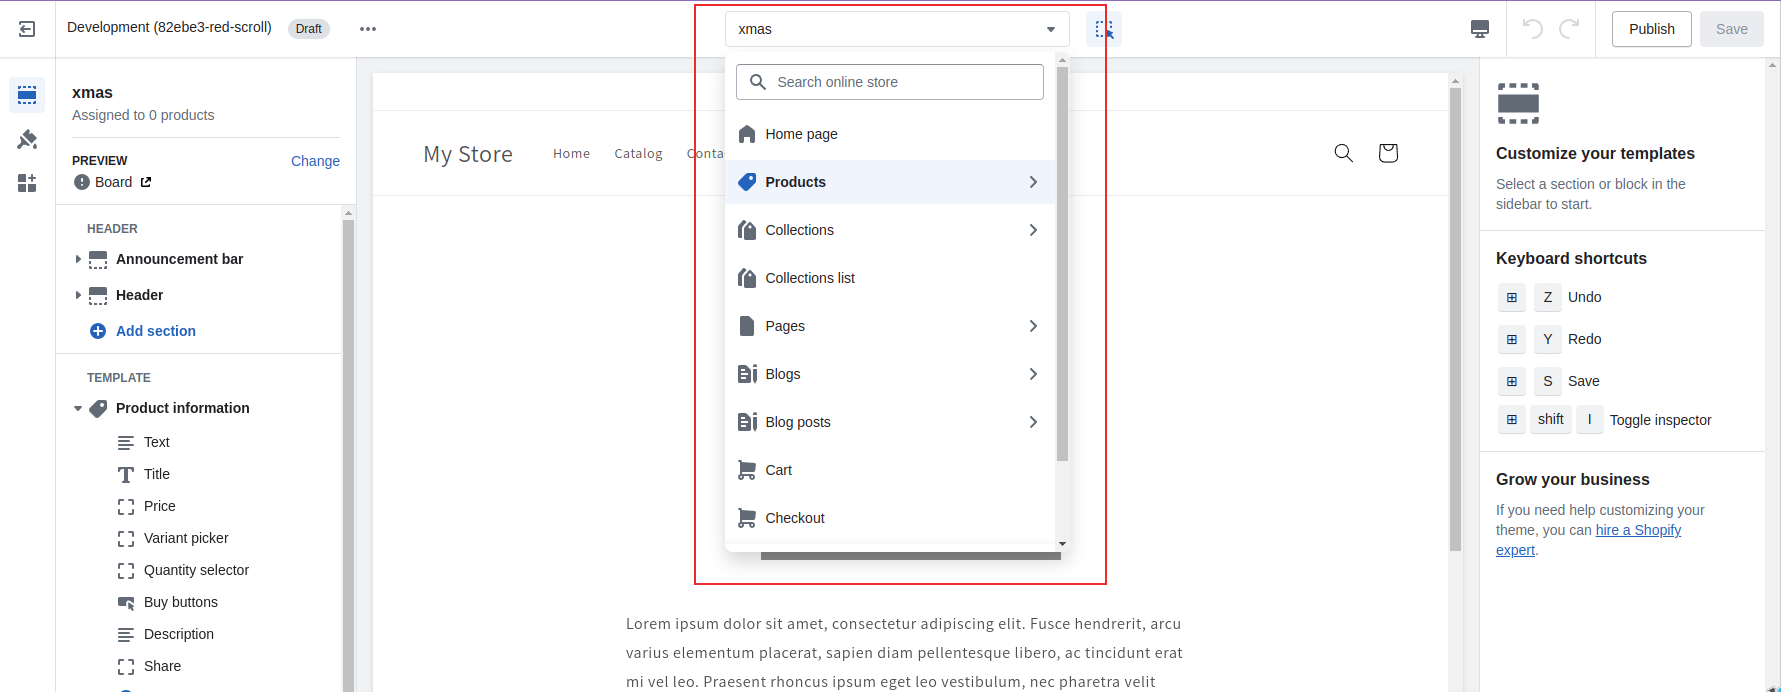 Development (82ebe3-red-scroll) Draft
xmas
Publish Save
xmas
Assigned to 0 products
PREVIEW Change
Board
HEADER
Announcement bar
Header
Add section
TEMPLATE
Product information
Text
Title
Price
Variant picker
Quantity selector
Buy buttons
Description
Share
My Store Home Catalog Conta
Search online store
Home page
Products
Collections
Collections list
Pages
Blogs
Blog posts
Cart
Checkout
Lorem ipsum dolor sit amet, consectetur adipiscing elit. Fusce hendrerit, arcu
varius elementum placerat, sapien diam pellentesque libero, ac tincidunt erat
mi vel leo. Praesent rhoncus ipsum eget leo vestibulum, nec pharetra velit
Customize your templates
Select a section or block in the
sidebar to start.
Keyboard shortcuts
Z Undo
Y Redo
S Save
shift I Toggle inspector
Grow your business
If you need help customizing your
theme, you can hire a Shopify
expert.